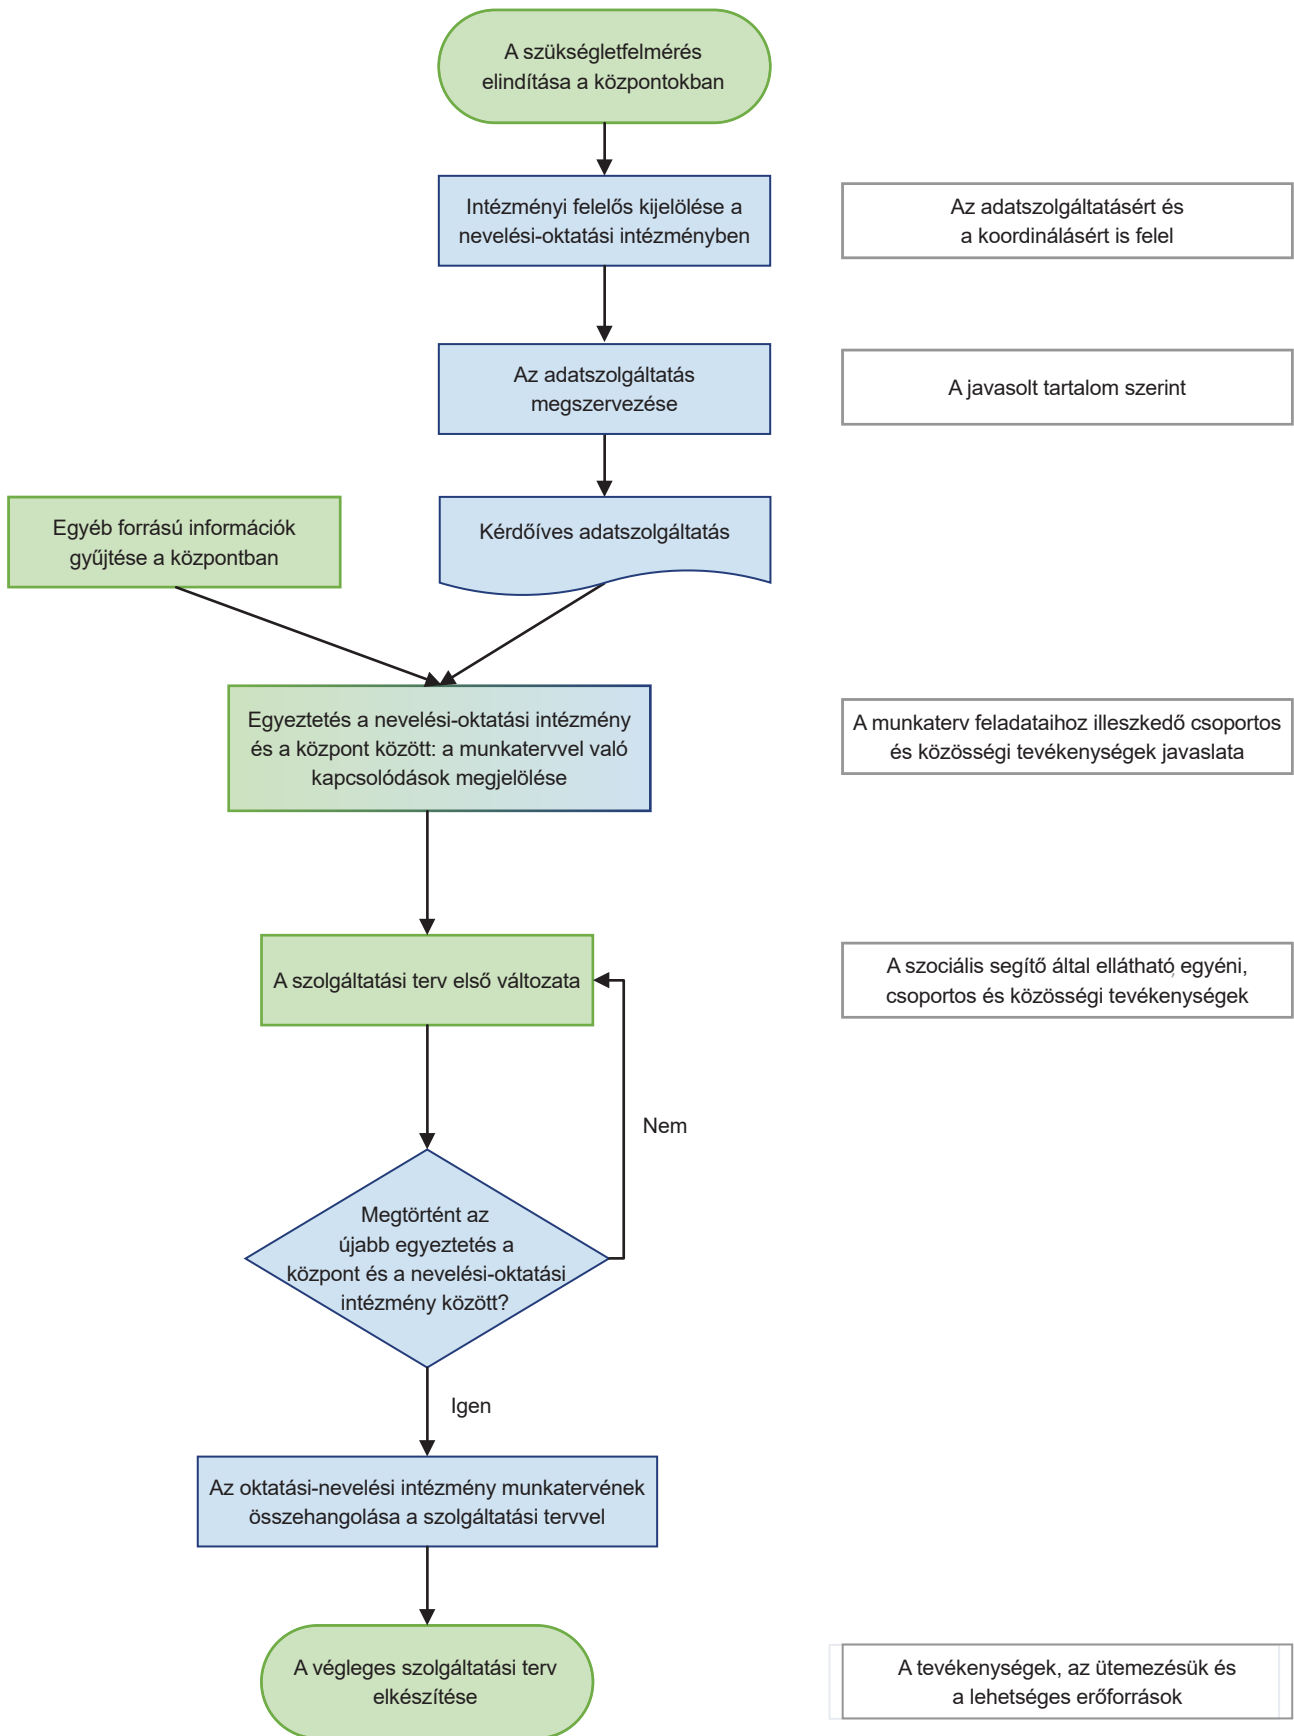 A szükségletfelmérés
elindítása a központokban
Intézményi felelős kijelölése a
nevelési-oktatási intézményben
Az adatszolgáltatásért és
a koordinálásért is felel
Az adatszolgáltatás
megszervezése
A javasolt tartalom szerint
Egyéb forrású információk
gyűjtése a központban
Kérdőíves adatszolgáltatás
Egyeztetés a nevelési-oktatási intézmény
és a központ között: a munkatervvel való
kapcsolódások megjelölése
A munkaterv feladataihoz illeszkedő csoportos
és közösségi tevékenységek javaslata
A szolgáltatási terv első változata
A szociális segítő által ellátható egyéni,
csoportos és közösségi tevékenységek
Nem
Megtörtént az
újabb egyeztetés a
központ és a nevelési-oktatási
intézmény között?
Igen
Az oktatási-nevelési intézmény munkatervének
összehangolása a szolgáltatási tervvel
A végleges szolgáltatási terv
elkészítése
A tevékenységek, az ütemezésük és
a lehetséges erőforrások